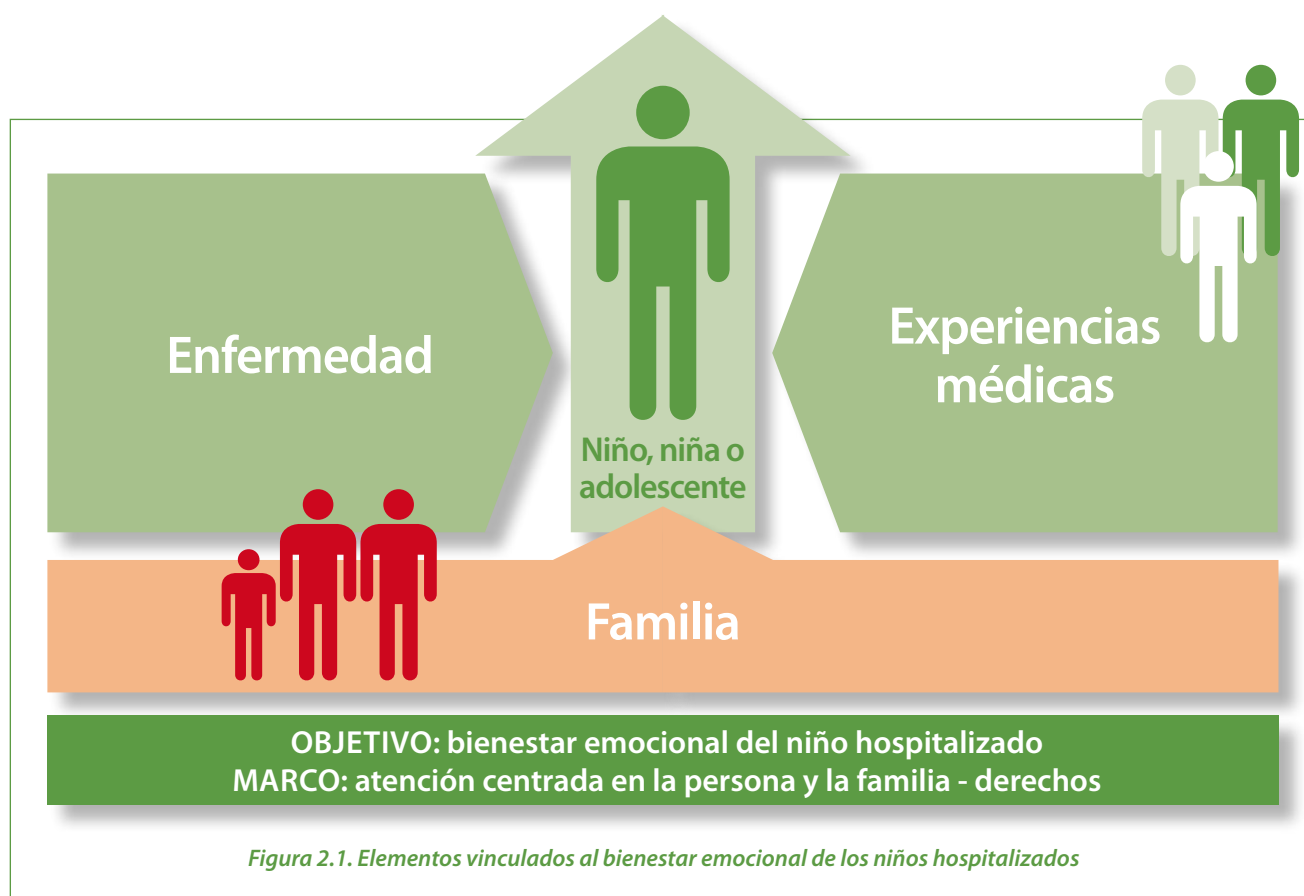 Enfermedad
Experiencias
médicas
Niño, niña o
adolescente
Familia
OBJETIVO: bienestar emocional del niño hospitalizado
MARCO: atención centrada en la persona y la familia - derechos
Figura 2.1. Elementos vinculados al bienestar emocional de los niños hospitalizados